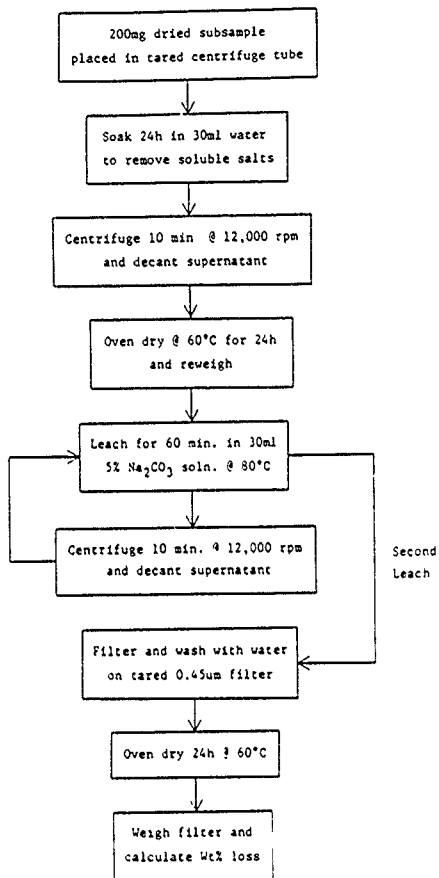 200mg dried subsample
placed in tared centrifuge tube
Soak 24h in 30ml water
to remove soluble salts
Centrifuge 10 min @ 12,000 rpm
and decant supernatant
Oven dry @ 60°C for 24h
and reweigh
Leach for 60 min. in 30ml
5% Na₂CO₃ soln. @ 80°C
Centrifuge 10 min. @ 12,000 rpm
and decant supernatant
Second
Leach
Filter and wash with water
on tared 0.45um filter
Oven dry 24h @ 60°C
Weigh filter and
calculate Wt% loss